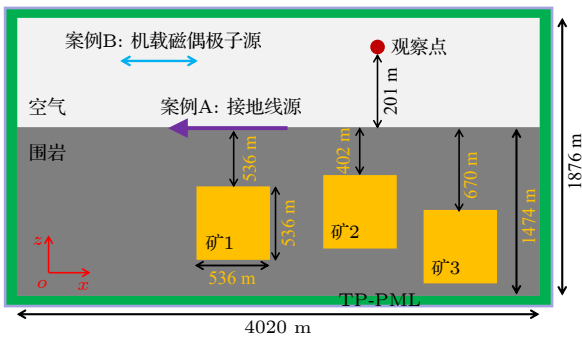 案例B: 机载磁偶极子源
观察点
201 m
空气
案例A: 接地线源
围岩
536 m
402 m
670 m
1474 m
1876 m
矿1
536 m
536 m
矿2
矿3
z
o
x
TP-PML
4020 m